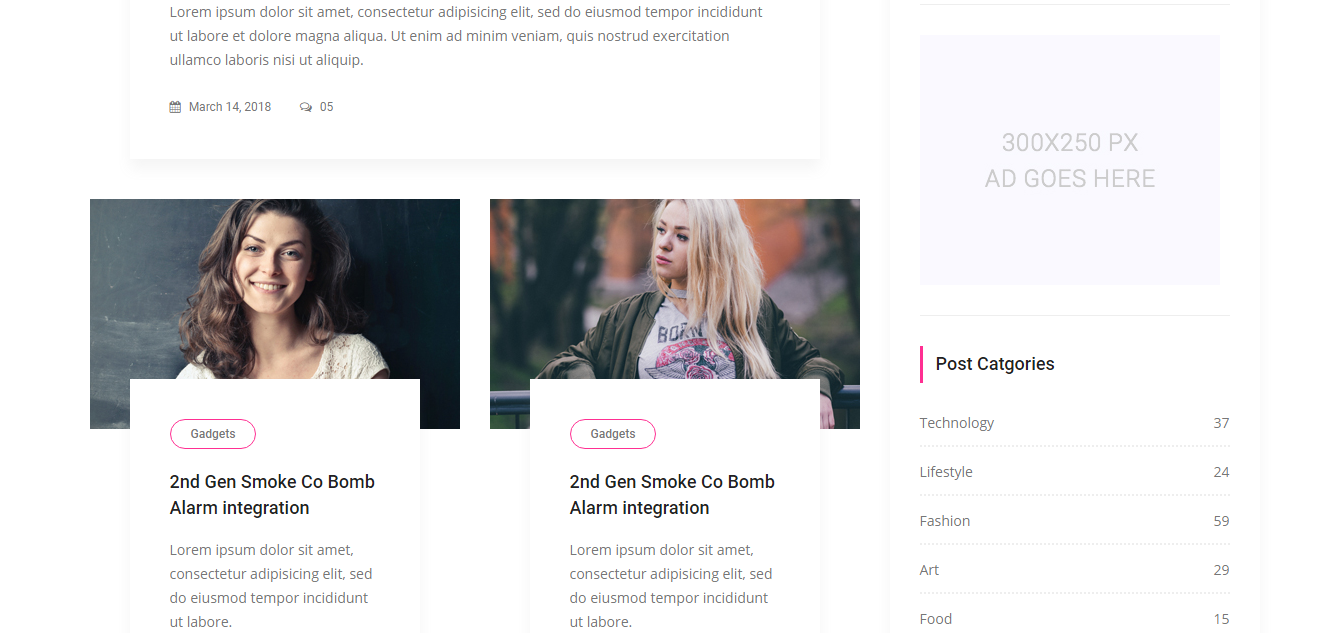 Lorem ipsum dolor sit amet, consectetur adipisicing elit, sed do eiusmod tempor incididunt
ut labore et dolore magna aliqua. Ut enim ad minim veniam, quis nostrud exercitation
ullamco laboris nisi ut aliquip.
March 14, 2018 05
BORN
Gadgets
2nd Gen Smoke Co Bomb
Alarm integration
Lorem ipsum dolor sit amet,
consectetur adipisicing elit, sed
do eiusmod tempor incididunt
ut labore.
Gadgets
2nd Gen Smoke Co Bomb
Alarm integration
Lorem ipsum dolor sit amet,
consectetur adipisicing elit, sed
do eiusmod tempor incididunt
ut labore.
300X250 PX
AD GOES HERE
Post Catgories
Technology 37
Lifestyle 24
Fashion 59
Art 29
Food 15